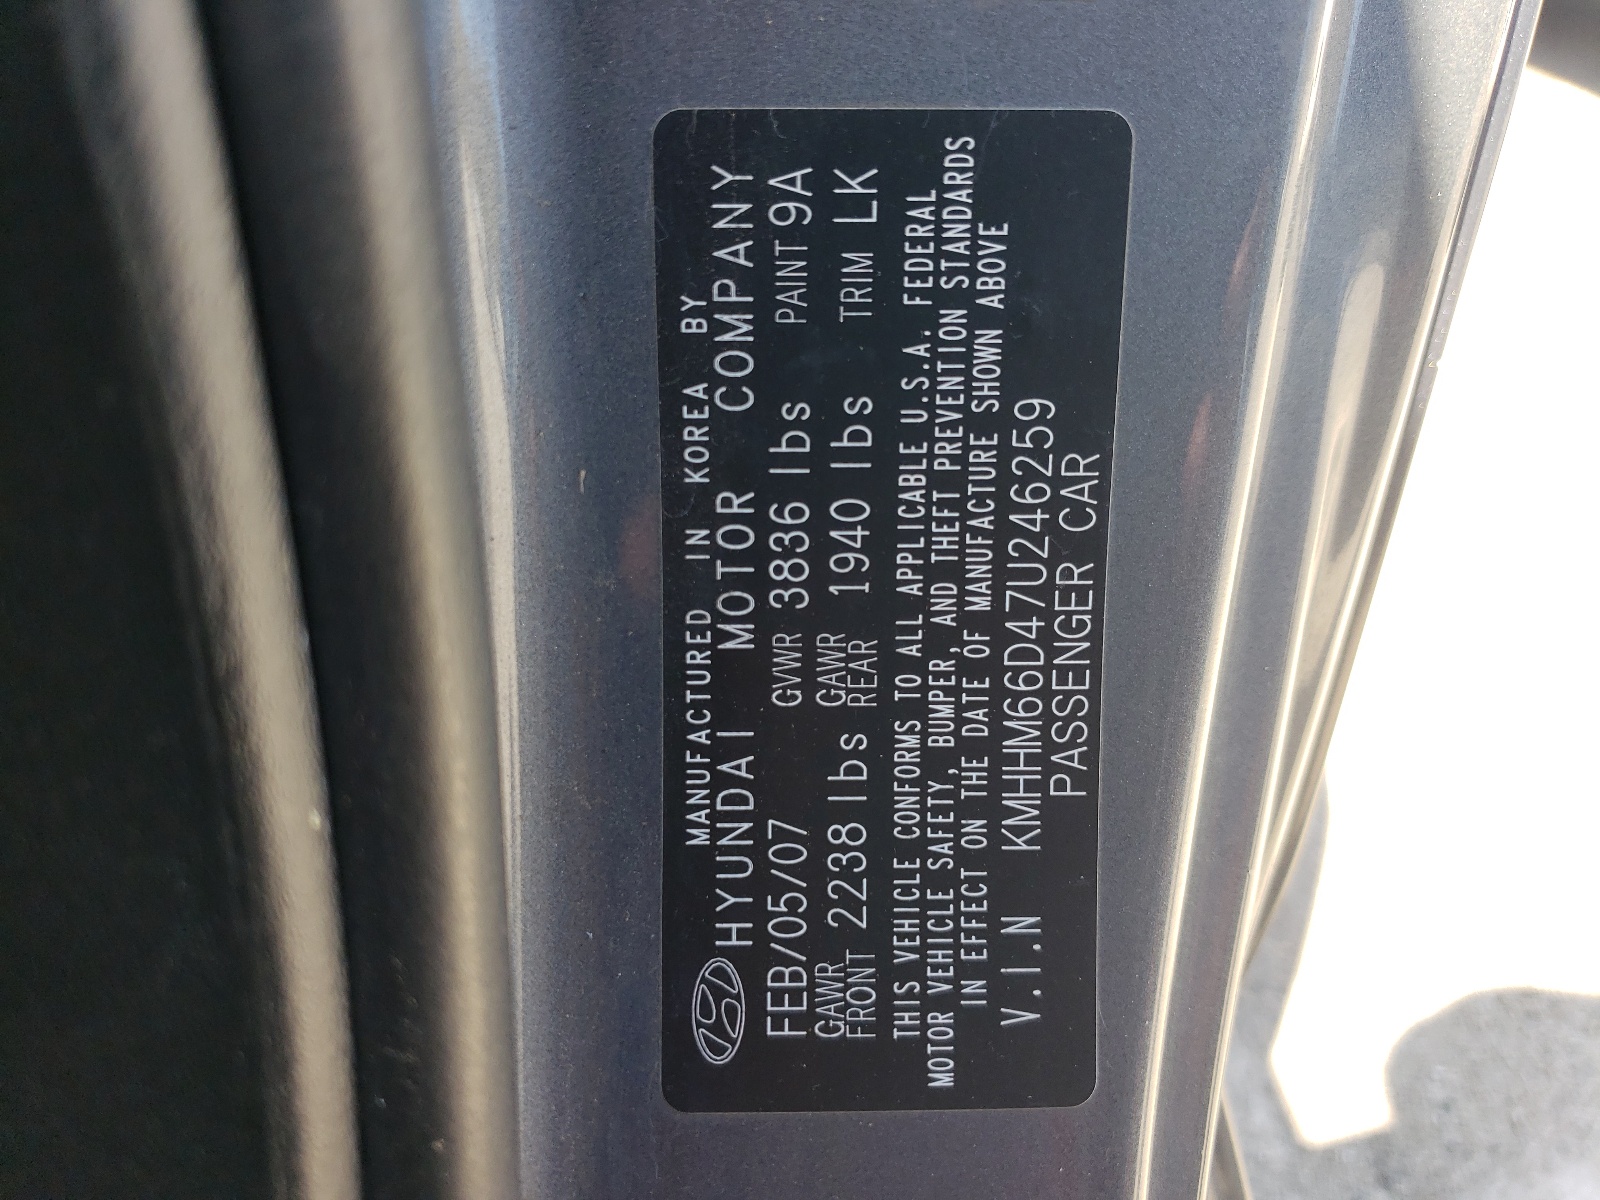 MANUFACTURED IN KOREA BY
HYUNDAI MOTOR COMPANY
FEB/05/07 GVWR 3836 lbs PAINT 9A
GAWR FRONT 2238 lbs GAWR REAR 1940 lbs TRIM LK
THIS VEHICLE CONFORMS TO ALL APPLICABLE U.S.A. FEDERAL
MOTOR VEHICLE SAFETY, BUMPER, AND THEFT PREVENTION STANDARDS
IN EFFECT ON THE DATE OF MANUFACTURE SHOWN ABOVE
V.I.N KMHHM66D47U246259
PASSENGER CAR